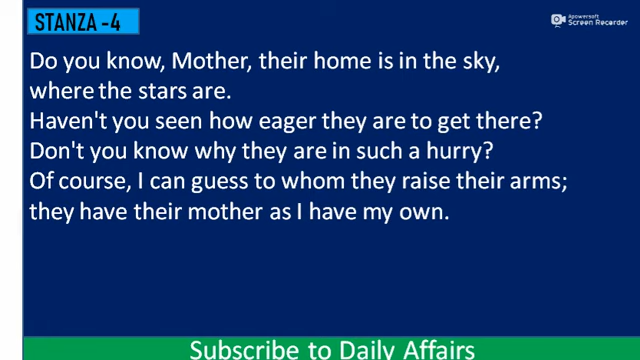 STANZA -4
Apowersoft
Screen Recorder
Do you know, Mother, their home is in the sky,
where the stars are.
Haven't you seen how eager they are to get there?
Don't you know why they are in such a hurry?
Of course, I can guess to whom they raise their arms;
they have their mother as I have my own.
Subscribe to Daily Affairs